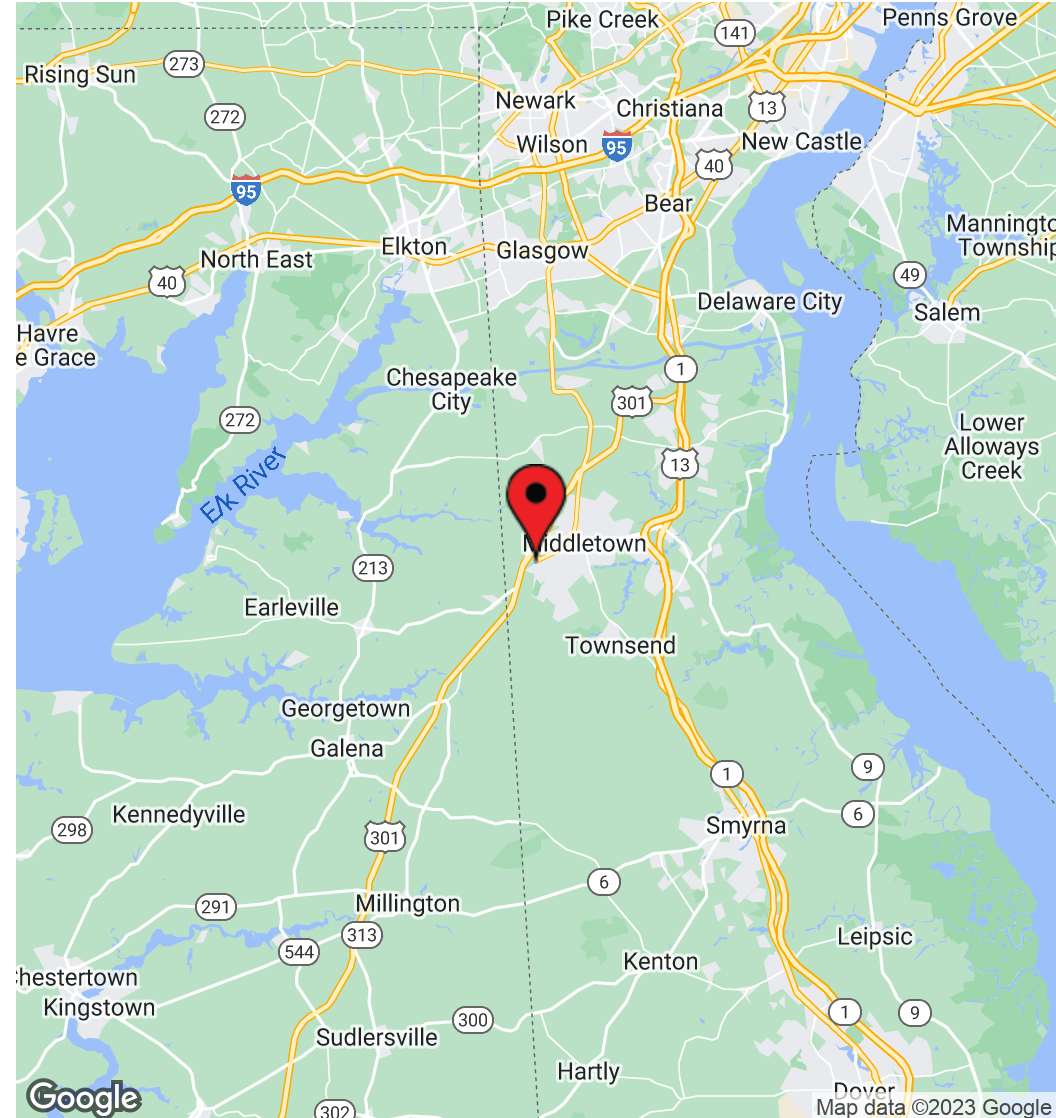 Pike Creek
Penns Grove
141
273
Rising Sun
272
Newark
Christiana
13
Wilson
95
New Castle
40
95
Bear
Manningto
Township
Elkton
Glasgow
North East
40
49
Delaware City
Salem
Havre
e Grace
1
Chesapeake
City
301
272
Lower
Alloways
Creek
13
Elk River
Middletown
213
Earleville
Townsend
Georgetown
Galena
1
9
Kennedyville
298
6
Smyrna
301
6
291
Millington
313
Leipsic
544
Kenton
hestertown
Kingstown
1
9
300
Sudlersville
Hartly
Dover
Google
302
Map data ©2023 Google